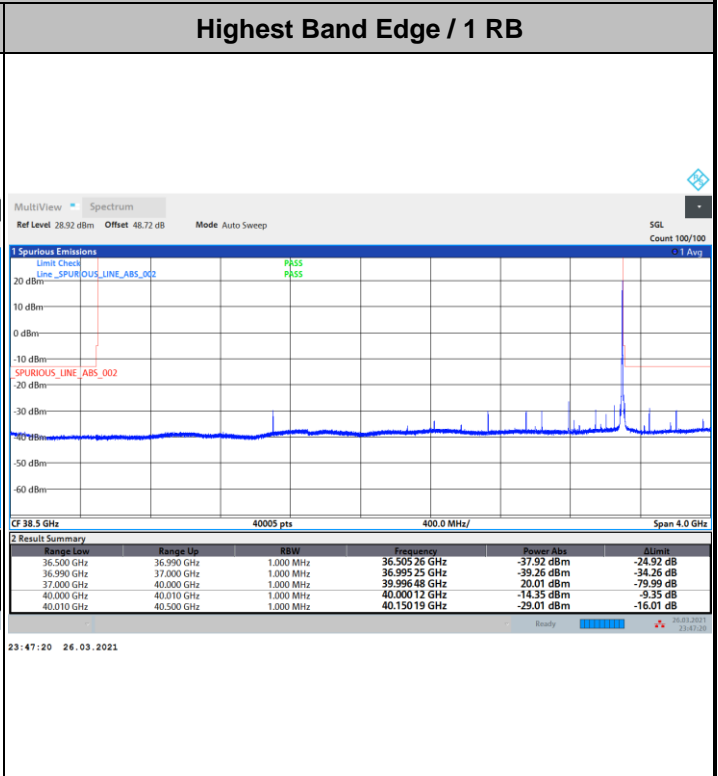 Highest Band Edge / 1 RB
MultiView Spectrum
Ref Level 28.92 dBm Offset 48.72 dB Mode Auto Sweep SGL
Count 100/100
1 Spurious Emissions 1 Avg
Limit Check PASS
Line _SPURIOUS_LINE_ABS_002 PASS
20 dBm
10 dBm
0 dBm
-10 dBm
_SPURIOUS_LINE_ABS_002
-20 dBm
-30 dBm
-40 dBm
-50 dBm
-60 dBm
CF 38.5 GHz 40005 pts 400.0 MHz/ Span 4.0 GHz
2 Result Summary
Range Low Range Up RBW Frequency Power Abs ΔLimit
36.500 GHz 36.990 GHz 1.000 MHz 36.505 26 GHz -37.92 dBm -24.92 dB
36.990 GHz 37.000 GHz 1.000 MHz 36.995 25 GHz -39.26 dBm -34.26 dB
37.000 GHz 40.000 GHz 1.000 MHz 39.996 48 GHz 20.01 dBm -79.99 dB
40.000 GHz 40.010 GHz 1.000 MHz 40.000 12 GHz -14.35 dBm -9.35 dB
40.010 GHz 40.500 GHz 1.000 MHz 40.150 19 GHz -29.01 dBm -16.01 dB
Ready 26.03.2021
23:47:20
23:47:20 26.03.2021